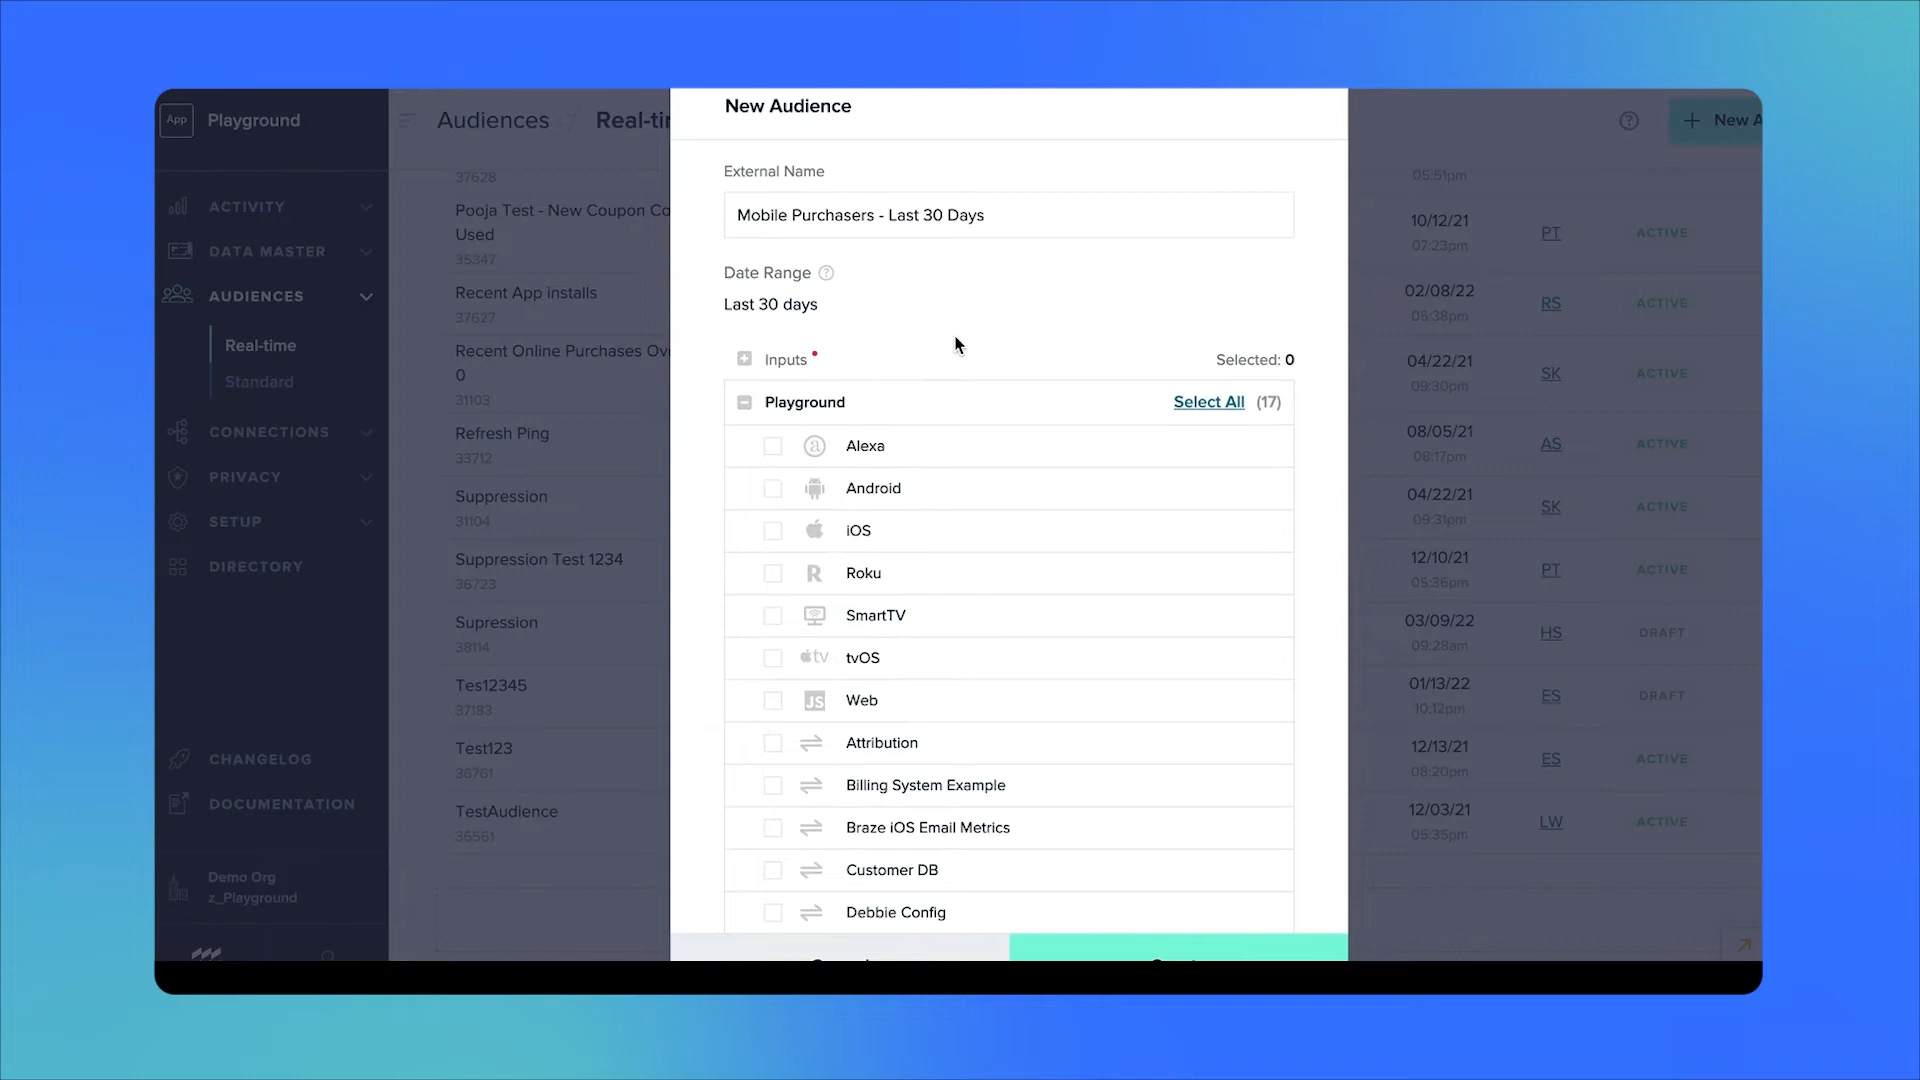 App
Playground
ACTIVITY
DATA MASTER
AUDIENCES
Real-time
Standard
CONNECTIONS
PRIVACY
SETUP
DIRECTORY
CHANGELOG
DOCUMENTATION
Demo Org
z_Playground
Audiences
37628
Pooja Test - New Coupon
Used
35347
Recent App installs
37627
Recent Online Purchases
0
31103
Refresh Ping
33712
Suppression
31104
Suppression Test 1234
36723
Supression
38114
Tes12345
37183
Test123
36761
TestAudience
36561
New Audience
External Name
Mobile Purchasers - Last 30 Days
Date Range ?
Last 30 days
Inputs
Selected: 0
Playground
Select All (17)
Alexa
Android
iOS
R Roku
SmartTV
tv tvOS
JS Web
Attribution
Billing System Example
Braze iOS Email Metrics
Customer DB
Debbie Config
?
+ New
05:51pm
10/12/21 PT ACTIVE
07:23pm
02/08/22 RS ACTIVE
05:38pm
04/22/21 SK ACTIVE
09:30pm
08/05/21 AS ACTIVE
08:17pm
04/22/21 SK ACTIVE
09:31pm
12/10/21 PT ACTIVE
05:36pm
03/09/22 HS DRAFT
09:28am
01/13/22 ES DRAFT
10:12pm
12/13/21 ES ACTIVE
08:20pm
12/03/21 LW ACTIVE
05:35pm